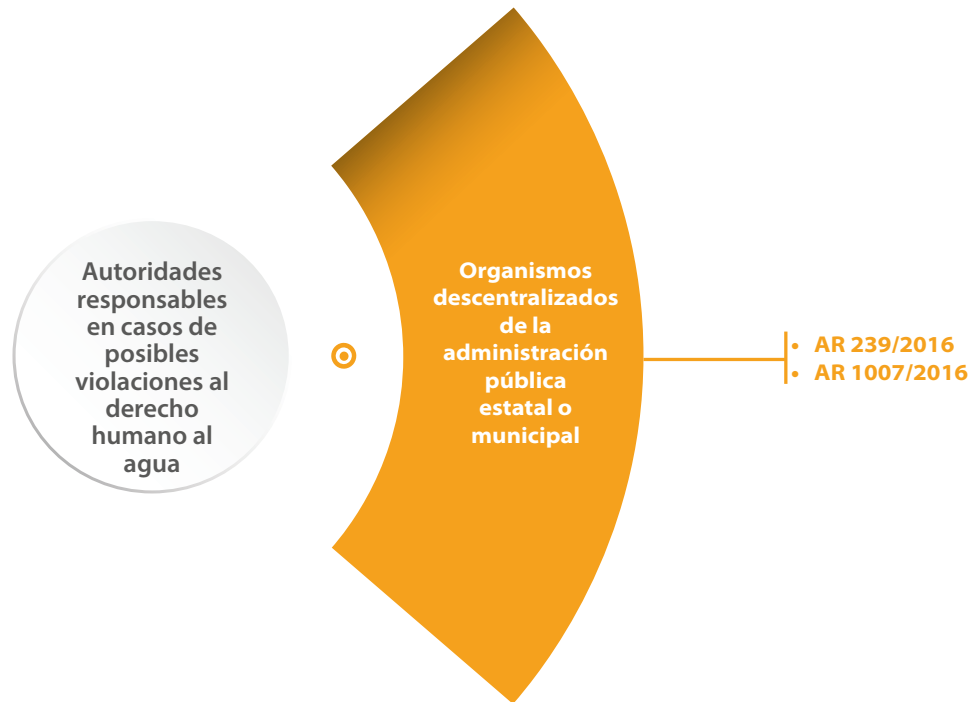 Autoridades
responsables
en casos de
posibles
violaciones al
derecho
humano al
agua
Organismos
descentralizados
de la
administración
pública
estatal o
municipal
• AR 239/2016
• AR 1007/2016